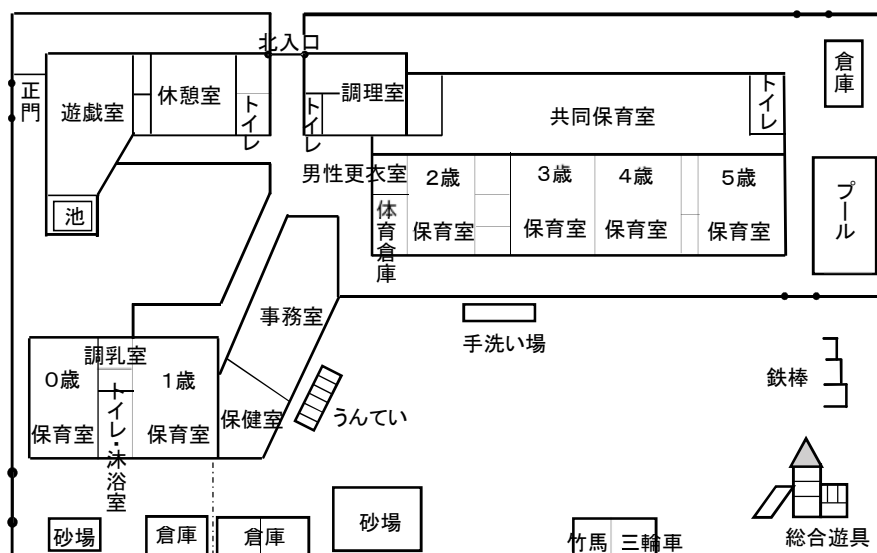 北入口
倉庫
正門
遊戯室
休憩室
トイレ
トイレ
調理室
共同保育室
トイレ
男性更衣室
2歳
保育室
3歳
保育室
4歳
保育室
5歳
保育室
プール
池
体育倉庫
事務室
手洗い場
調乳室
0歳
保育室
1歳
保育室
トイレ・沐浴室
保健室
うんてい
鉄棒
砂場
倉庫
倉庫
砂場
竹馬
三輪車
総合遊具